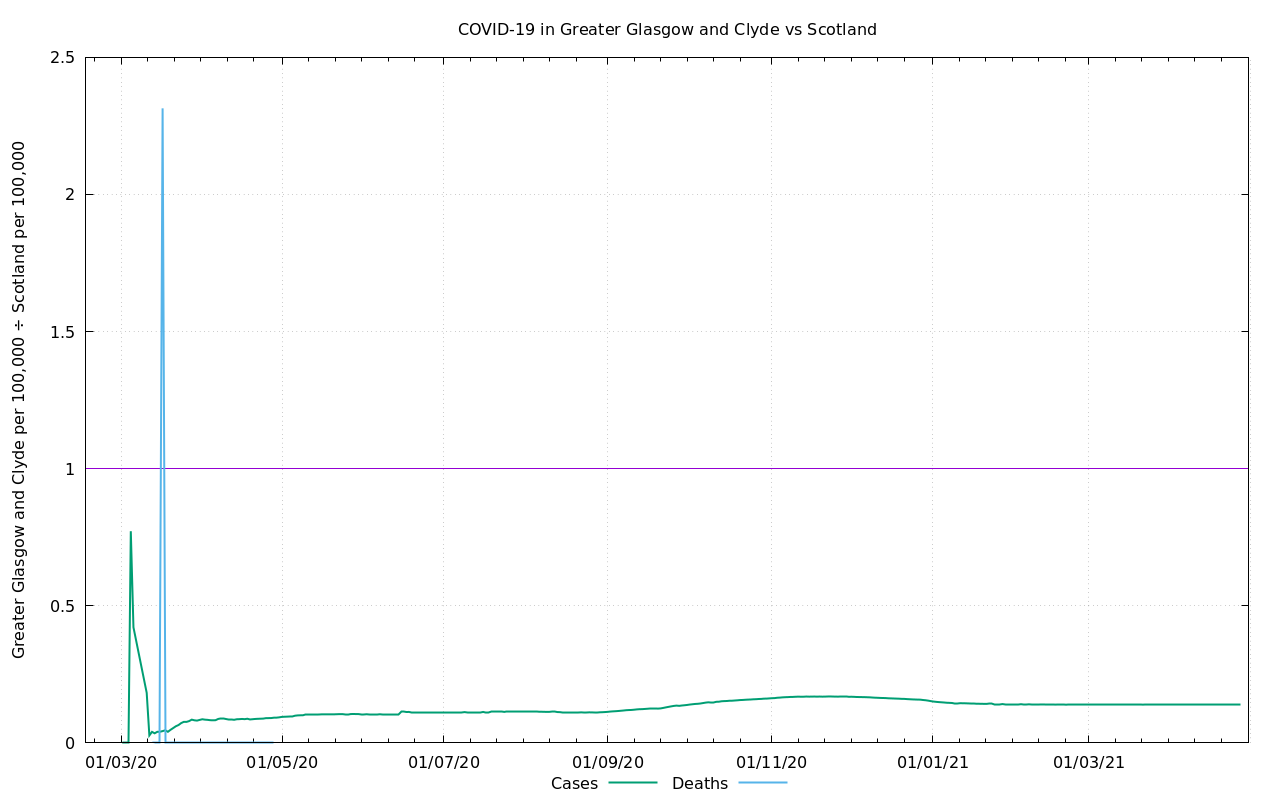 COVID-19 in Greater Glasgow and Clyde vs Scotland
Greater Glasgow and Clyde per 100,000 ÷ Scotland per 100,000
2.5
2
1.5
1
0.5
0
01/03/20 01/05/20 01/07/20 01/09/20 01/11/20 01/01/21 01/03/21
Cases Deaths